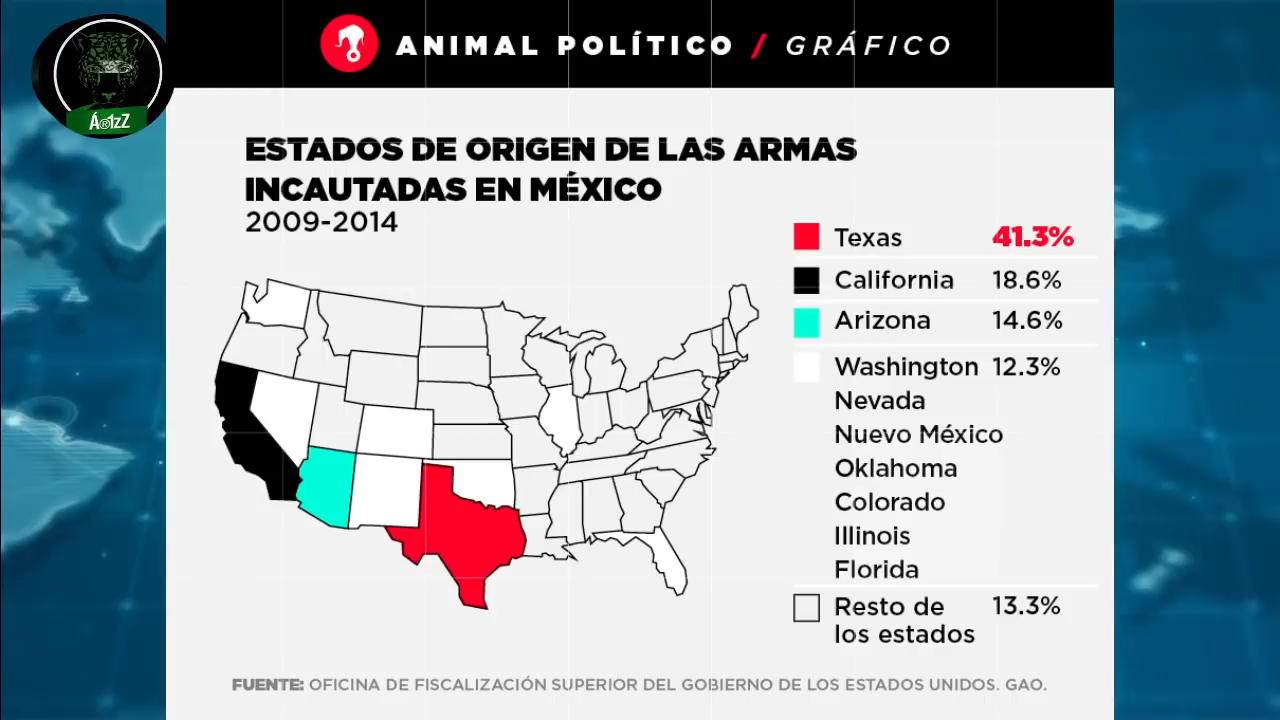 ANIMAL POLÍTICO / GRÁFICO
Á®1zZ
ESTADOS DE ORIGEN DE LAS ARMAS
INCAUTADAS EN MÉXICO
2009-2014
Texas 41.3%
California 18.6%
Arizona 14.6%
Washington 12.3%
Nevada
Nuevo México
Oklahoma
Colorado
Illinois
Florida
Resto de 13.3%
los estados
FUENTE: OFICINA DE FISCALIZACIÓN SUPERIOR DEL GOBIERNO DE LOS ESTADOS UNIDOS. GAO.